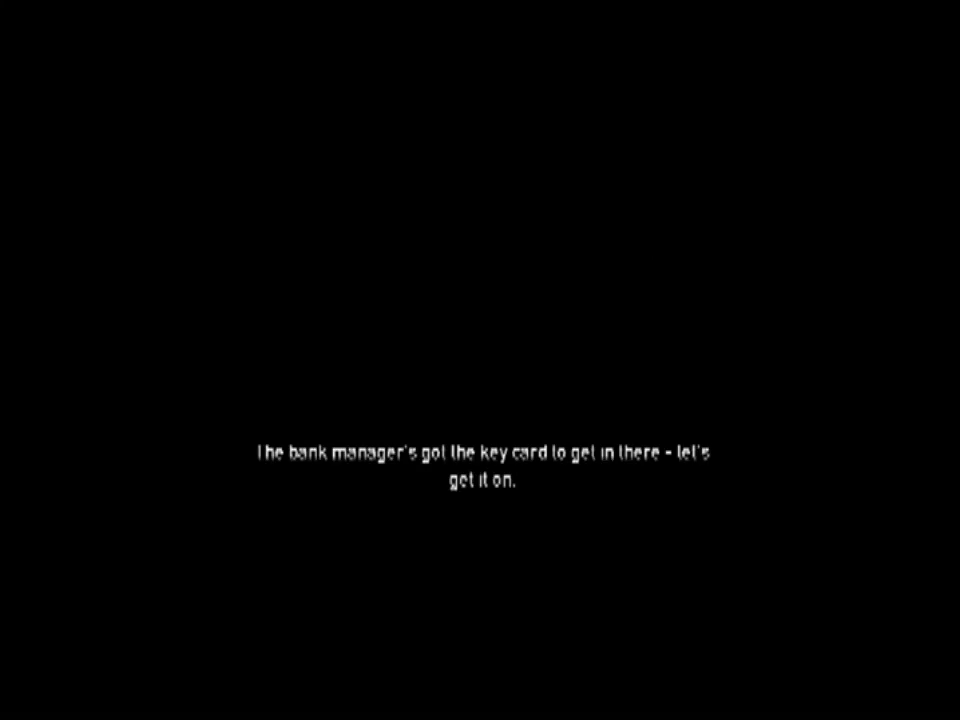 The bank manager's got the key card to get in there - let's
get it on.